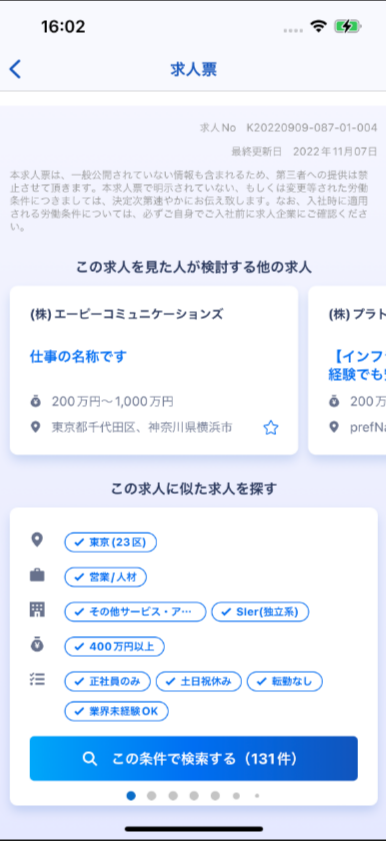 16:02
求人票
求人No K20220909-087-01-004
最終更新日 2022年11月07日
本求人票は、一般公開されていない情報も含まれるため、第三者への提供は禁
止させて頂きます。本求人票で明示されていない、もしくは変更等された労働
条件につきましては、決定次第速やかにお伝え致します。なお、入社時に適用
される労働条件については、必ずご自身でご入社前に求人企業にご確認くださ
い。
この求人を見た人が検討する他の求人
(株)エーピーコミュニケーションズ
仕事の名称です
200万円〜1,000万円
東京都千代田区、神奈川県横浜市
(株)プラト
【インフ
経験でも
200万
prefNa
この求人に似た求人を探す
東京(23区)
営業/人材
その他サービス・ア…
SIer(独立系)
400万円以上
正社員のみ
土日祝休み
転勤なし
業界未経験OK
この条件で検索する（131件）